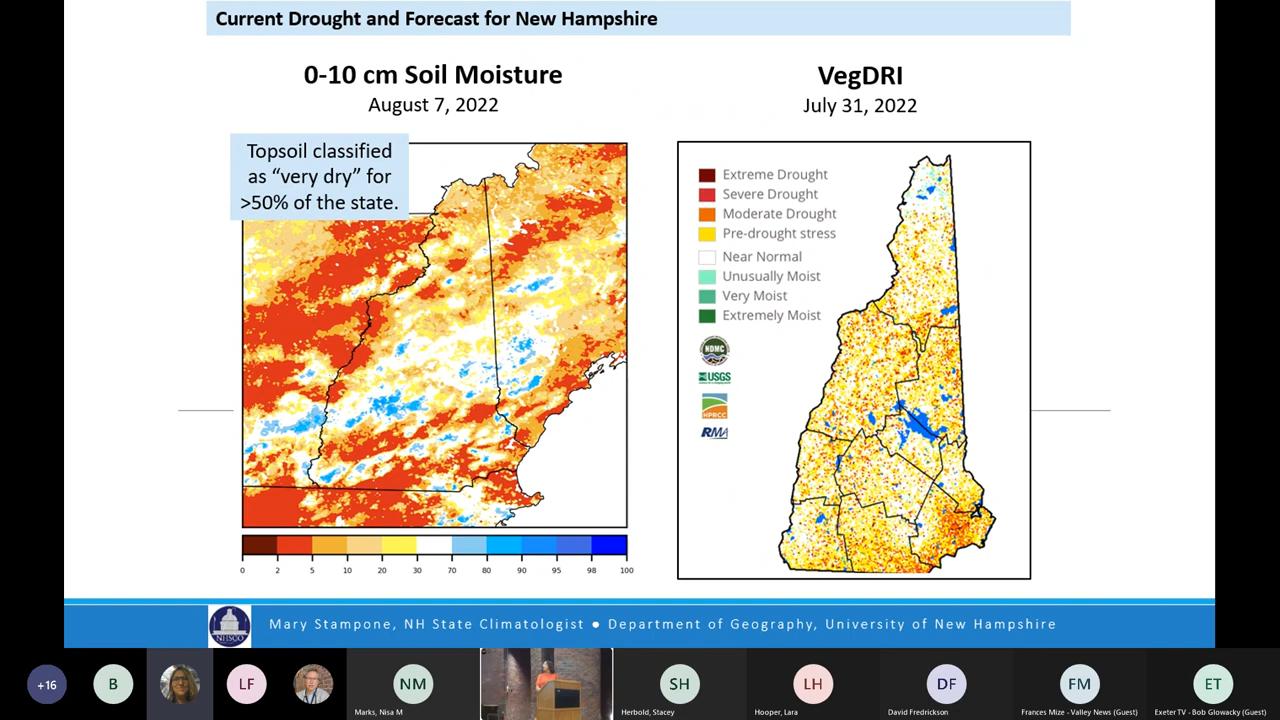 Current Drought and Forecast for New Hampshire
0-10 cm Soil Moisture
August 7, 2022
Topsoil classified
as “very dry” for
>50% of the state.
0 2 5 10 20 30 70 80 90 95 98 100
VegDRI
July 31, 2022
Extreme Drought
Severe Drought
Moderate Drought
Pre-drought stress
Near Normal
Unusually Moist
Very Moist
Extremely Moist
NDMC
USGS
HPRCC
RMA
NHSCO
Mary Stampone, NH State Climatologist ● Department of Geography, University of New Hampshire
+16
B
LF
NM
Marks, Nisa M
SH
Herbold, Stacey
LH
Hooper, Lara
DF
David Fredrickson
FM
Frances Mize - Valley News (Guest)
ET
Exeter TV - Bob Glowacky (Guest)